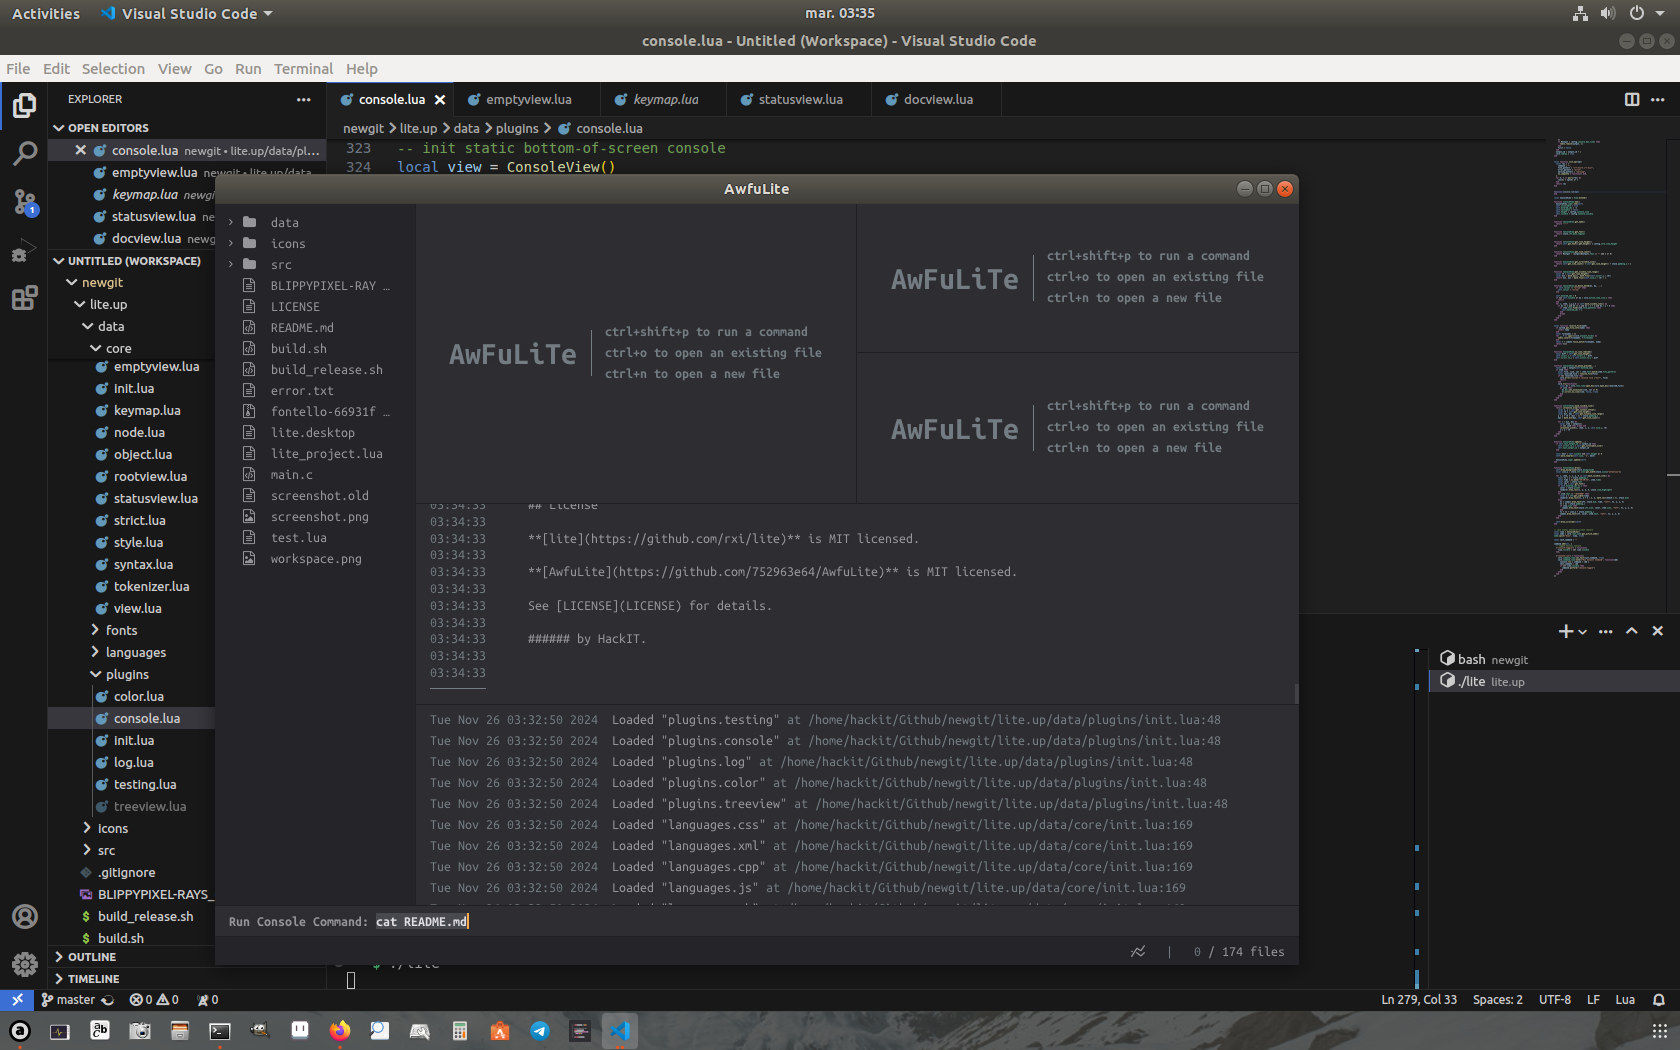 Activities
Visual Studio Code
mar. 03:35
console.lua - Untitled (Workspace) - Visual Studio Code
File Edit Selection View Go Run Terminal Help
EXPLORER
OPEN EDITORS
console.lua newgit • lite.up/data/pl...
emptyview.lua newgit • lite.up/data
keymap.lua newgi
statusview.lua ne
docview.lua newg
UNTITLED (WORKSPACE)
newgit
lite.up
data
core
emptyview.lua
init.lua
keymap.lua
node.lua
object.lua
rootview.lua
statusview.lua
strict.lua
style.lua
syntax.lua
tokenizer.lua
view.lua
fonts
languages
plugins
color.lua
console.lua
init.lua
log.lua
testing.lua
treeview.lua
icons
src
.gitignore
BLIPPYPIXEL-RAYS_
build_release.sh
build.sh
OUTLINE
TIMELINE
1
console.lua
emptyview.lua
keymap.lua
statusview.lua
docview.lua
newgit > lite.up > data > plugins > console.lua
323 -- init static bottom-of-screen console
324 local view = ConsoleView()
AwfuLite
data
icons
src
BLIPPYPIXEL-RAY …
LICENSE
README.md
build.sh
build_release.sh
error.txt
fontello-66931f …
lite.desktop
lite_project.lua
main.c
screenshot.old
screenshot.png
test.lua
workspace.png
AwFuLiTe
ctrl+shift+p to run a command
ctrl+o to open an existing file
ctrl+n to open a new file
AwFuLiTe
ctrl+shift+p to run a command
ctrl+o to open an existing file
ctrl+n to open a new file
AwFuLiTe
ctrl+shift+p to run a command
ctrl+o to open an existing file
ctrl+n to open a new file
03:34:33 ## License
03:34:33
03:34:33 **[lite](https://github.com/rxi/lite)** is MIT licensed.
03:34:33
03:34:33 **[AwfuLite](https://github.com/752963e64/AwfuLite)** is MIT licensed.
03:34:33
03:34:33 See [LICENSE](LICENSE) for details.
03:34:33
03:34:33 ###### by HackIT.
03:34:33
03:34:33
Tue Nov 26 03:32:50 2024 Loaded "plugins.testing" at /home/hackit/Github/newgit/lite.up/data/plugins/init.lua:48
Tue Nov 26 03:32:50 2024 Loaded "plugins.console" at /home/hackit/Github/newgit/lite.up/data/plugins/init.lua:48
Tue Nov 26 03:32:50 2024 Loaded "plugins.log" at /home/hackit/Github/newgit/lite.up/data/plugins/init.lua:48
Tue Nov 26 03:32:50 2024 Loaded "plugins.color" at /home/hackit/Github/newgit/lite.up/data/plugins/init.lua:48
Tue Nov 26 03:32:50 2024 Loaded "plugins.treeview" at /home/hackit/Github/newgit/lite.up/data/plugins/init.lua:48
Tue Nov 26 03:32:50 2024 Loaded "languages.css" at /home/hackit/Github/newgit/lite.up/data/core/init.lua:169
Tue Nov 26 03:32:50 2024 Loaded "languages.xml" at /home/hackit/Github/newgit/lite.up/data/core/init.lua:169
Tue Nov 26 03:32:50 2024 Loaded "languages.cpp" at /home/hackit/Github/newgit/lite.up/data/core/init.lua:169
Tue Nov 26 03:32:50 2024 Loaded "languages.js" at /home/hackit/Github/newgit/lite.up/data/core/init.lua:169
Run Console Command: cat README.md
| 0 / 174 files
$ ./lite
bash newgit
./lite lite.up
master
0 0
0
Ln 279, Col 33
Spaces: 2
UTF-8
LF
Lua